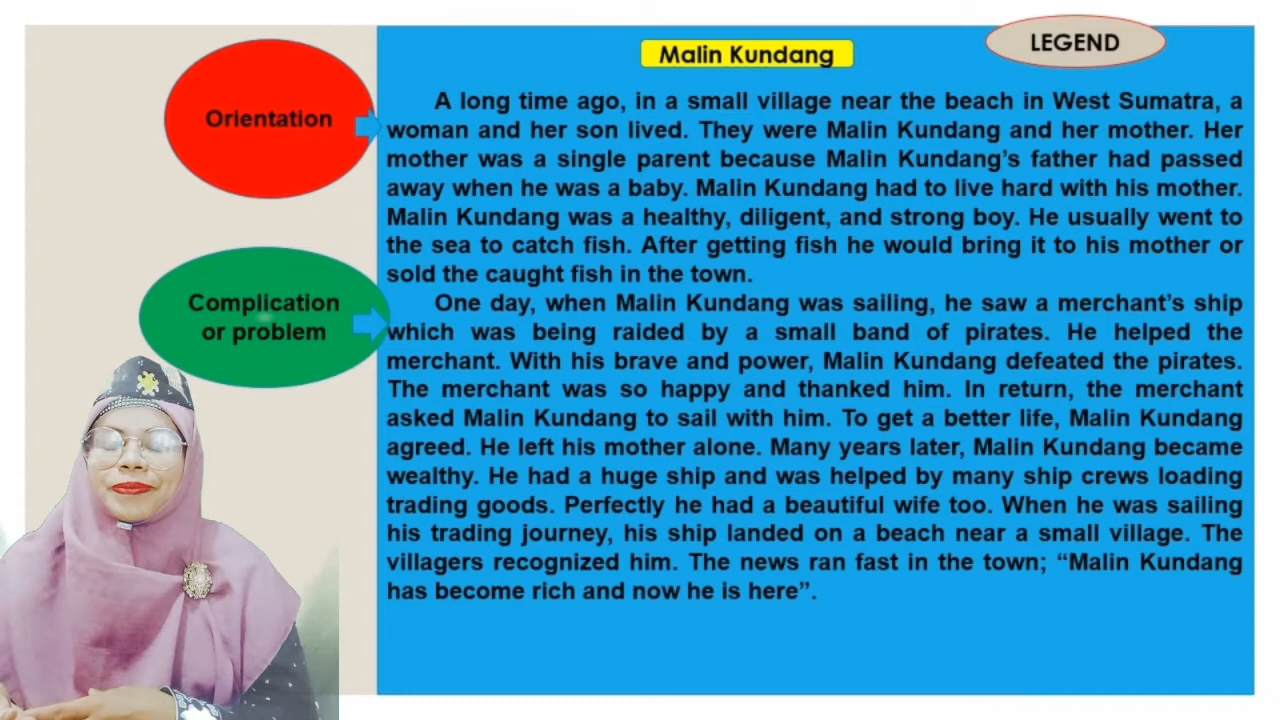 LEGEND
Malin Kundang
Orientation
A long time ago, in a small village near the beach in West Sumatra, a
woman and her son lived. They were Malin Kundang and her mother. Her
mother was a single parent because Malin Kundang’s father had passed
away when he was a baby. Malin Kundang had to live hard with his mother.
Malin Kundang was a healthy, diligent, and strong boy. He usually went to
the sea to catch fish. After getting fish he would bring it to his mother or
sold the caught fish in the town.
Complication
or problem
One day, when Malin Kundang was sailing, he saw a merchant’s ship
which was being raided by a small band of pirates. He helped the
merchant. With his brave and power, Malin Kundang defeated the pirates.
The merchant was so happy and thanked him. In return, the merchant
asked Malin Kundang to sail with him. To get a better life, Malin Kundang
agreed. He left his mother alone. Many years later, Malin Kundang became
wealthy. He had a huge ship and was helped by many ship crews loading
trading goods. Perfectly he had a beautiful wife too. When he was sailing
his trading journey, his ship landed on a beach near a small village. The
villagers recognized him. The news ran fast in the town; “Malin Kundang
has become rich and now he is here”.